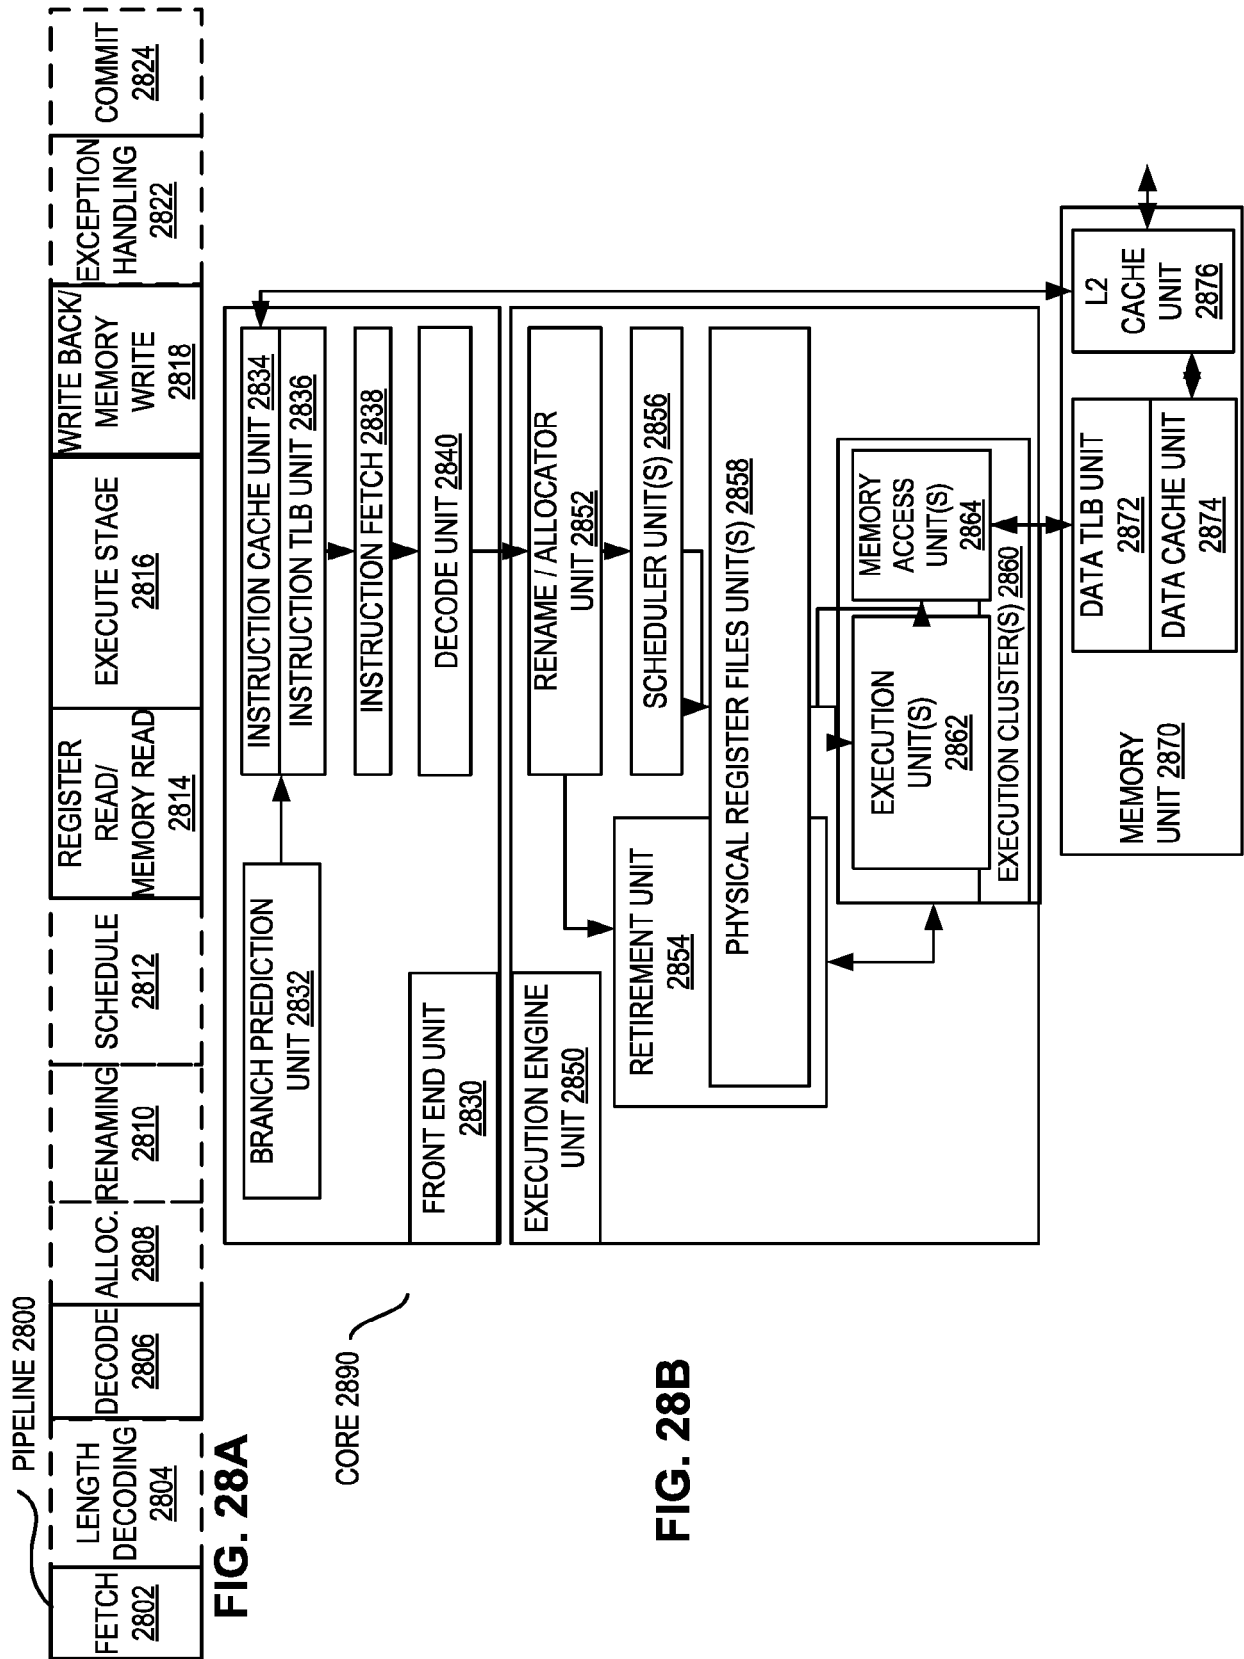 PIPELINE 2800
FETCH
2802
LENGTH
DECODING
2804
DECODE
2806
ALLOC.
2808
RENAMING
2810
SCHEDULE
2812
REGISTER
READ/
MEMORY READ
2814
EXECUTE STAGE
2816
WRITE BACK/
MEMORY
WRITE
2818
EXCEPTION
HANDLING
2822
COMMIT
2824
FIG. 28A
CORE 2890
FRONT END UNIT
2830
BRANCH PREDICTION
UNIT 2832
INSTRUCTION CACHE UNIT 2834
INSTRUCTION TLB UNIT 2836
INSTRUCTION FETCH 2838
DECODE UNIT 2840
EXECUTION ENGINE
UNIT 2850
RENAME / ALLOCATOR
UNIT 2852
RETIREMENT UNIT
2854
SCHEDULER UNIT(S) 2856
PHYSICAL REGISTER FILES UNIT(S) 2858
EXECUTION
UNIT(S)
2862
MEMORY
ACCESS
UNIT(S)
2864
EXECUTION CLUSTER(S) 2860
MEMORY
UNIT 2870
DATA TLB UNIT
2872
DATA CACHE UNIT
2874
L2
CACHE
UNIT
2876
FIG. 28B